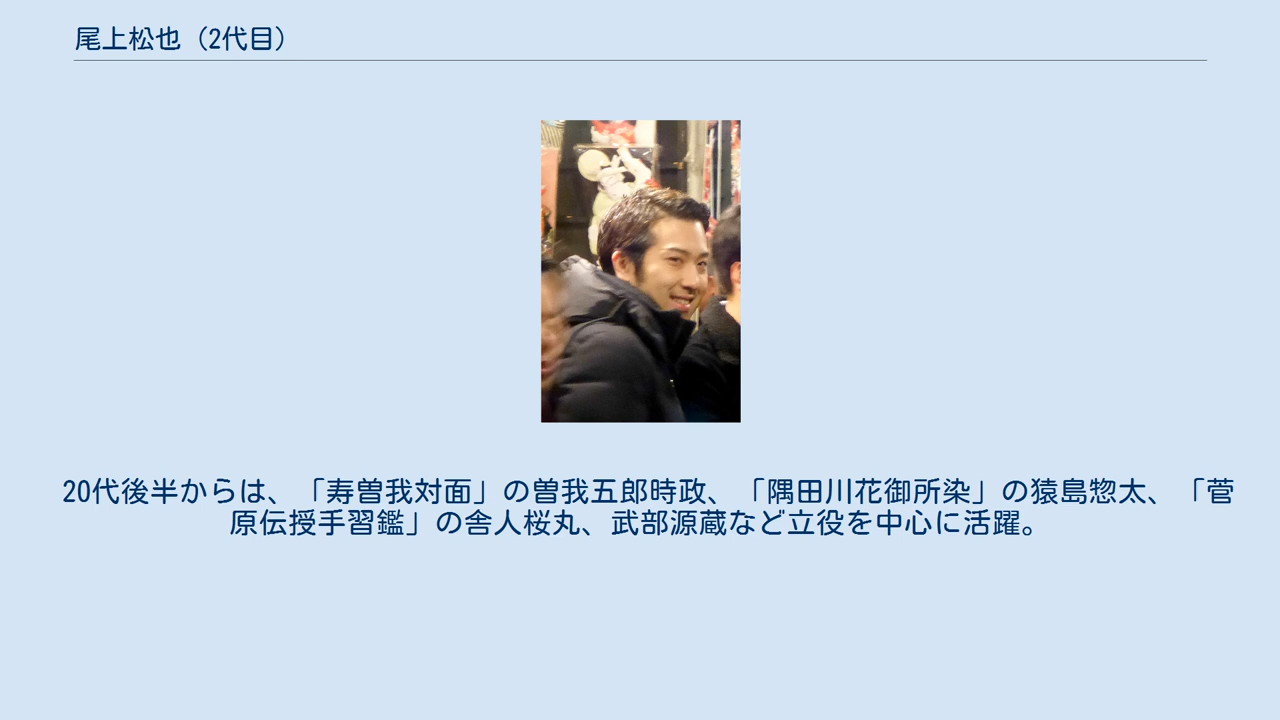 尾上松也（2代目）
20代後半からは、「寿曽我対面」の曽我五郎時政、「隅田川花御所染」の猿島惣太、「菅
原伝授手習鑑」の舎人桜丸、武部源蔵など立役を中心に活躍。